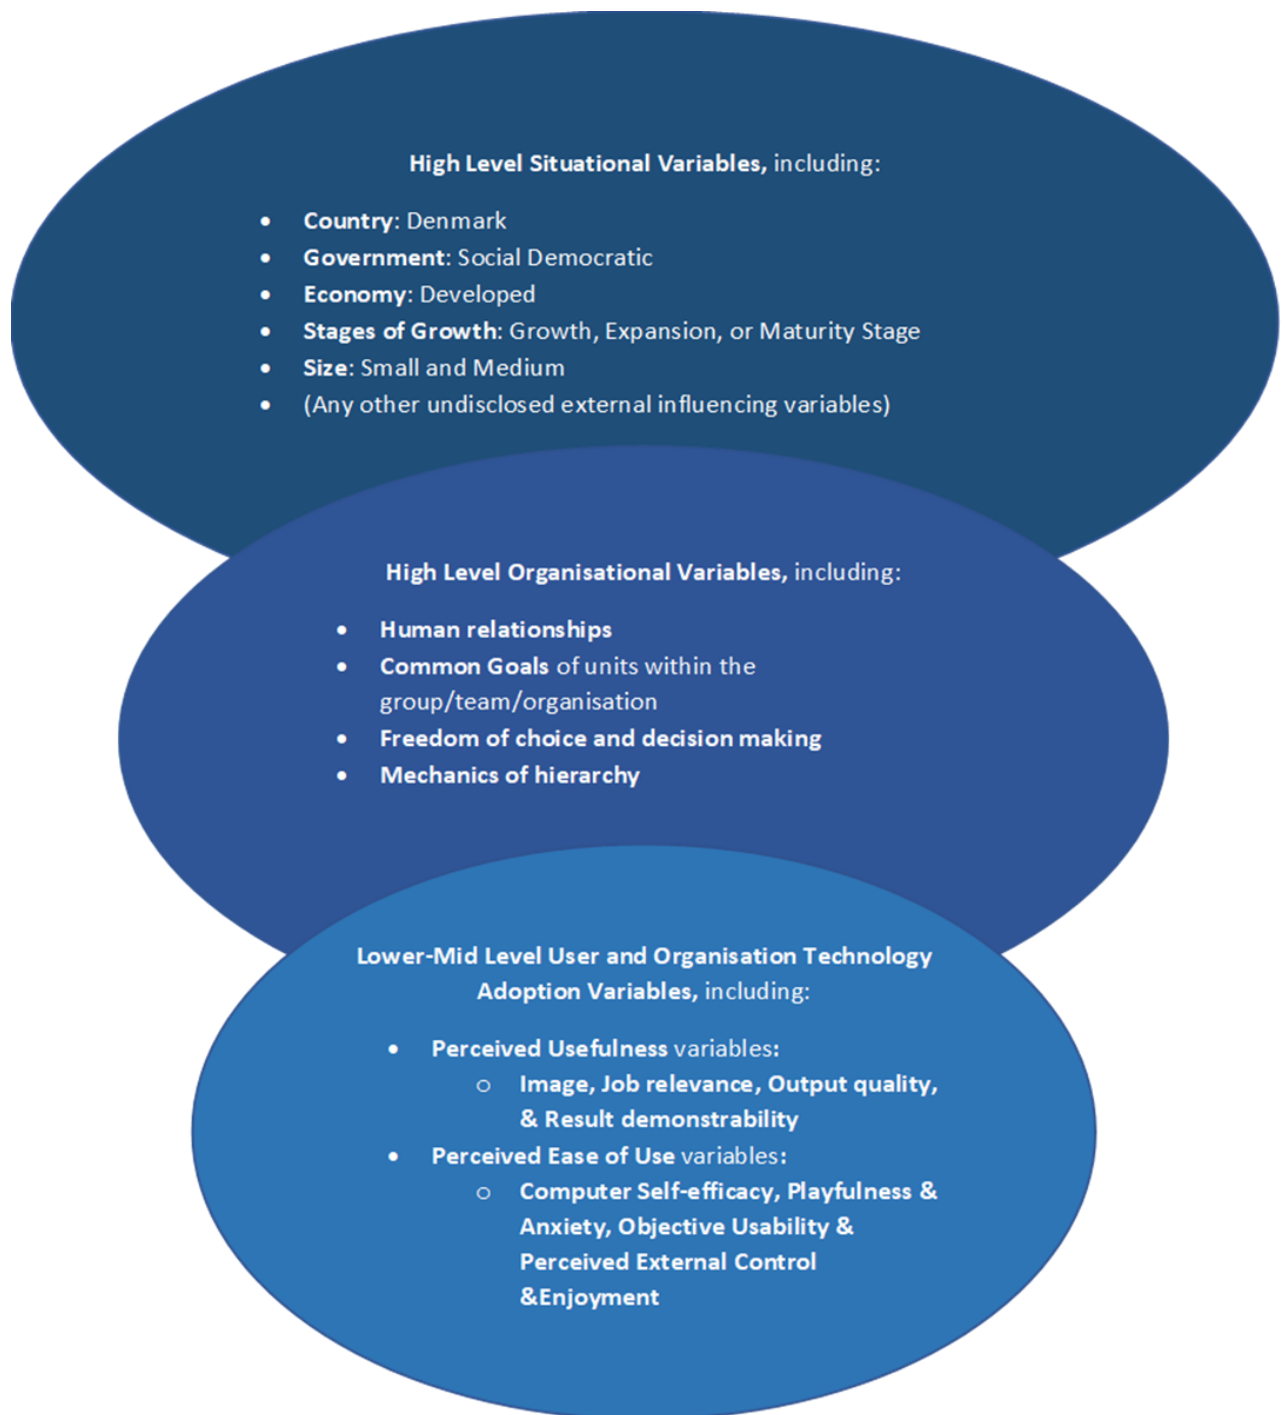 High Level Situational Variables, including:
• Country: Denmark
• Government: Social Democratic
• Economy: Developed
• Stages of Growth: Growth, Expansion, or Maturity Stage
• Size: Small and Medium
• (Any other undisclosed external influencing variables)
High Level Organisational Variables, including:
• Human relationships
• Common Goals of units within the
group/team/organisation
• Freedom of choice and decision making
• Mechanics of hierarchy
Lower-Mid Level User and Organisation Technology
Adoption Variables, including:
• Perceived Usefulness variables:
o Image, Job relevance, Output quality,
& Result demonstrability
• Perceived Ease of Use variables:
o Computer Self-efficacy, Playfulness &
Anxiety, Objective Usability &
Perceived External Control
&Enjoyment